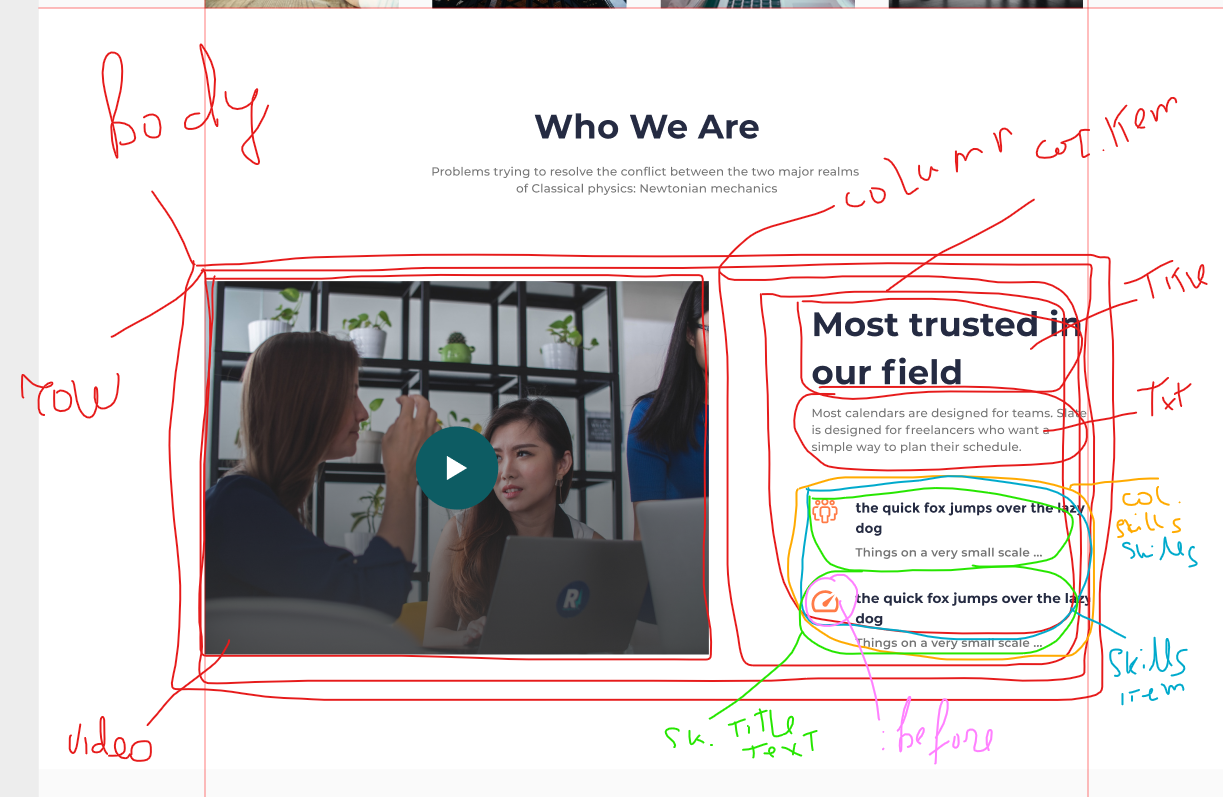 Body
Who We Are
Problems trying to resolve the conflict between the two major realms
of Classical physics: Newtonian mechanics
column
col.item
Title
Most trusted in
our field
row
Txt
Most calendars are designed for teams. Slate
is designed for freelancers who want a
simple way to plan their schedule.
col.
skills
skills
the quick fox jumps over the lazy
dog
Things on a very small scale ...
R
the quick fox jumps over the lazy
dog
Things on a very small scale ...
skills
item
video
sk. Title
Text
:before